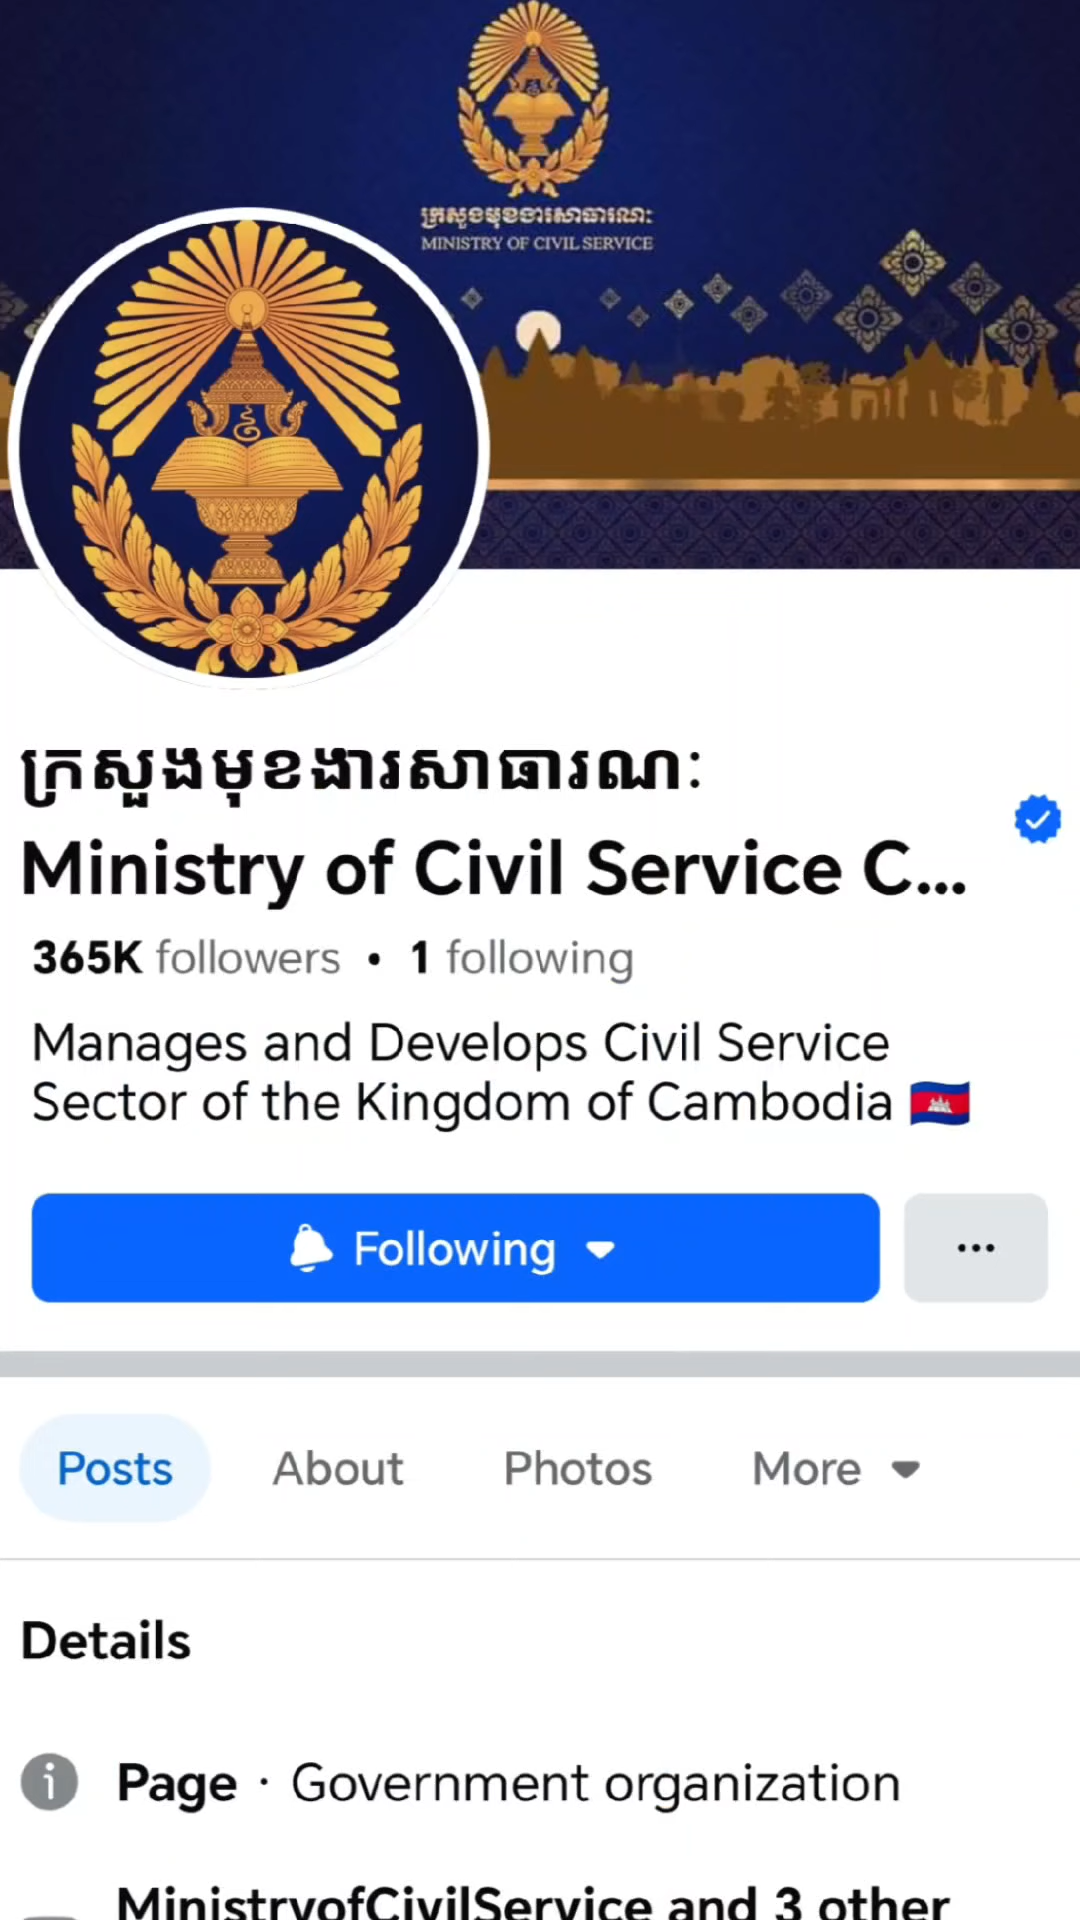 ក្រសួងមុខងារសាធារណៈ
MINISTRY OF CIVIL SERVICE
ក្រសួងមុខងារសាធារណៈ
Ministry of Civil Service C...
365K followers • 1 following
Manages and Develops Civil Service
Sector of the Kingdom of Cambodia 🇰🇭
Following
...
Posts About Photos More
Details
Page · Government organization
MinistryofCivilService and 3 other